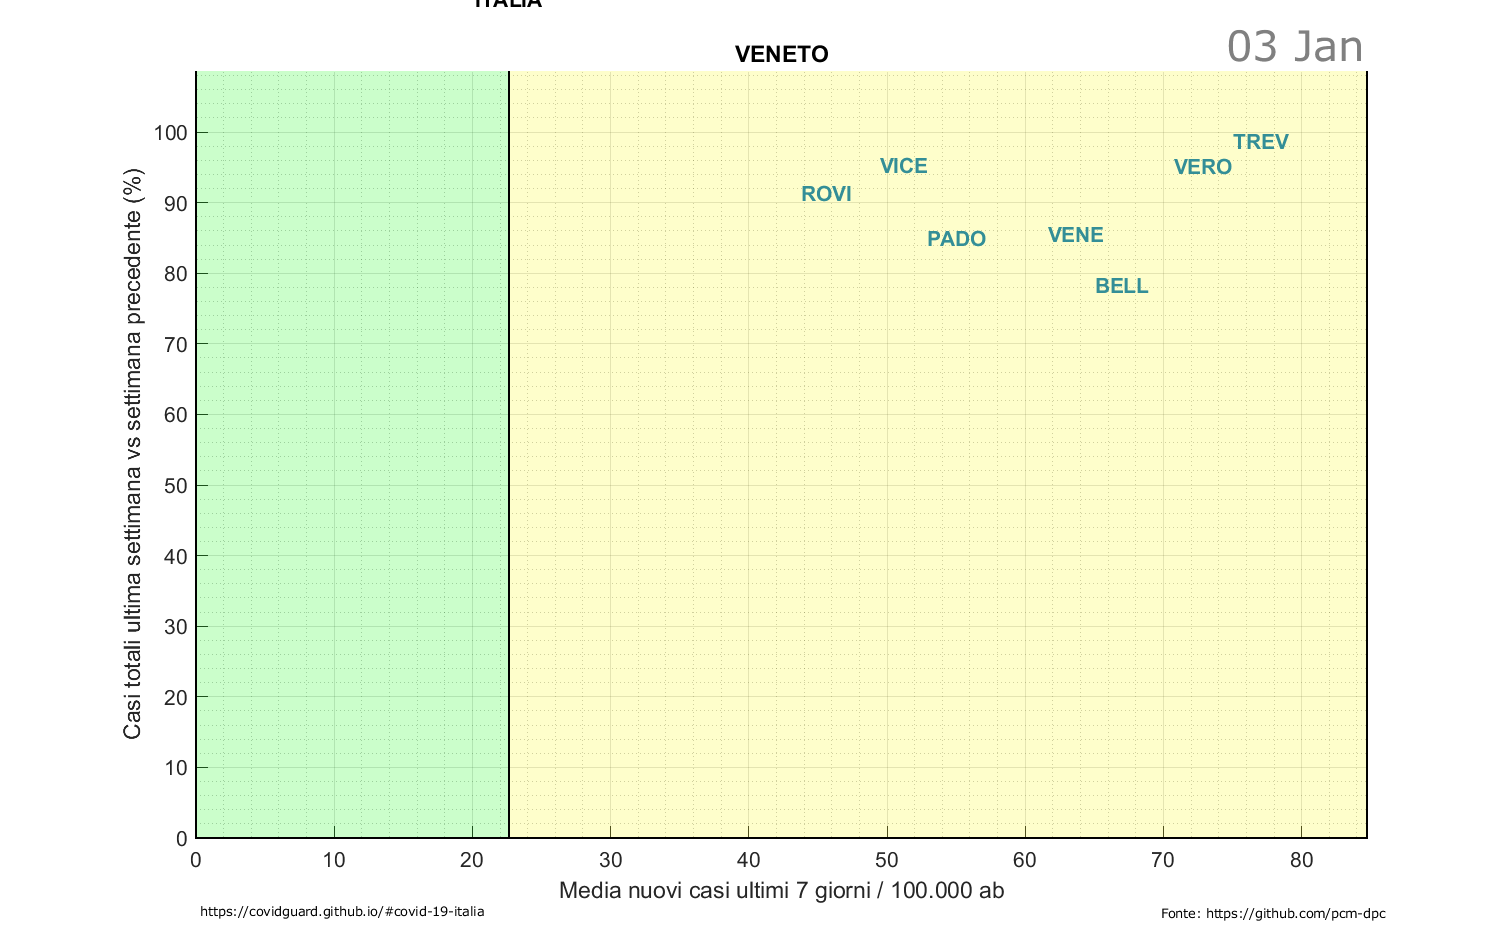 ITALIA
VENETO
03 Jan
Casi totali ultima settimana vs settimana precedente (%)
100
90
80
70
60
50
40
30
20
10
0
TREV
VICE
VERO
ROVI
PADO
VENE
BELL
0 10 20 30 40 50 60 70 80
Media nuovi casi ultimi 7 giorni / 100.000 ab
https://covidguard.github.io/#covid-19-italia
Fonte: https://github.com/pcm-dpc